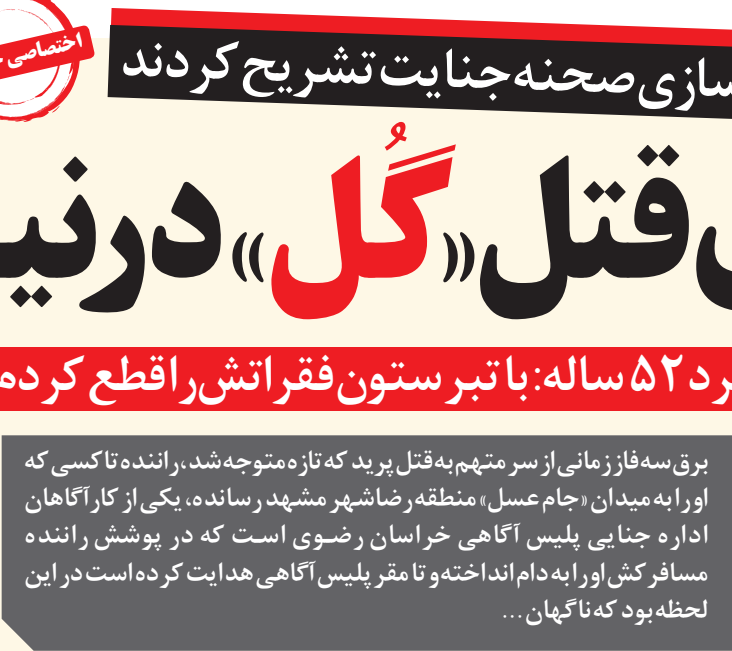 اختصاصی
سازی صحنه جنایت تشریح کردند
قتل «گُل» در نی
رد ۵۲ ساله: با تبر ستون فقراتش را قطع کرده
برق سه فاز زمانی از سر متهم به قتل پرید که تازه متوجه شد، راننده تاکسی که
او را به میدان «جام عسل» منطقه رضاشهر مشهد رسانده، یکی از کارآگاهان
اداره جنایی پلیس آگاهی خراسان رضوی است که در پوشش راننده
مسافرکش او را به دام انداخته و تا مقر پلیس آگاهی هدایت کرده است در این
لحظه بود که ناگهان ...